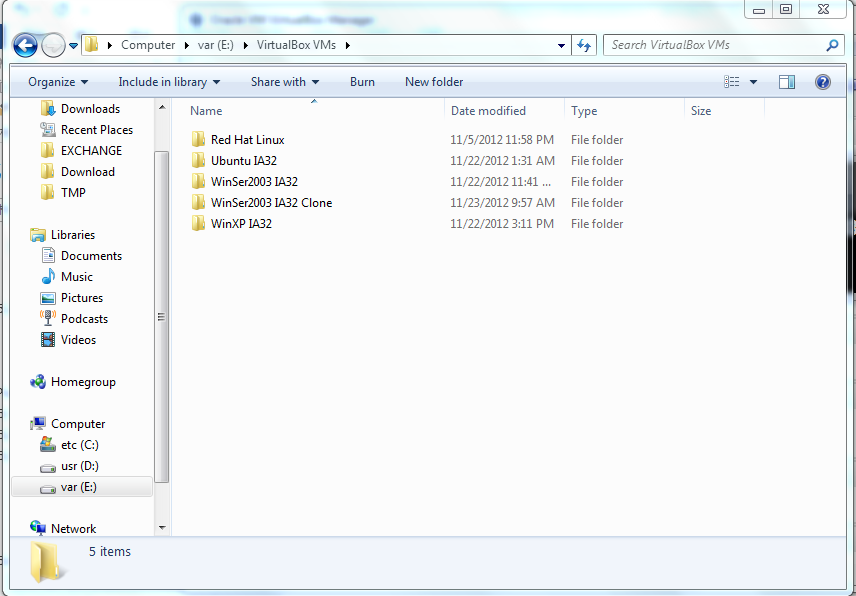 Oracle VM VirtualBox Manager
Computer var (E:) VirtualBox VMs
Search VirtualBox VMs
Organize Include in library Share with Burn New folder
Name Date modified Type Size
Downloads
Recent Places
EXCHANGE
Download
TMP
Libraries
Documents
Music
Pictures
Podcasts
Videos
Homegroup
Computer
etc (C:)
usr (D:)
var (E:)
Network
Red Hat Linux 11/5/2012 11:58 PM File folder
Ubuntu IA32 11/22/2012 1:31 AM File folder
WinSer2003 IA32 11/22/2012 11:41 ... File folder
WinSer2003 IA32 Clone 11/23/2012 9:57 AM File folder
WinXP IA32 11/22/2012 3:11 PM File folder
5 items